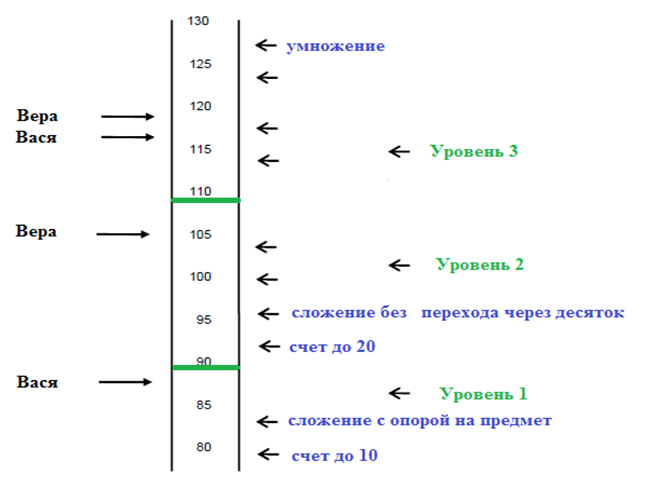 130
умножение
125
120
Вера
Вася
115
Уровень 3
110
Вера
105
Уровень 2
100
95
сложение без перехода через десяток
счет до 20
90
Вася
Уровень 1
85
сложение с опорой на предмет
80
счет до 10